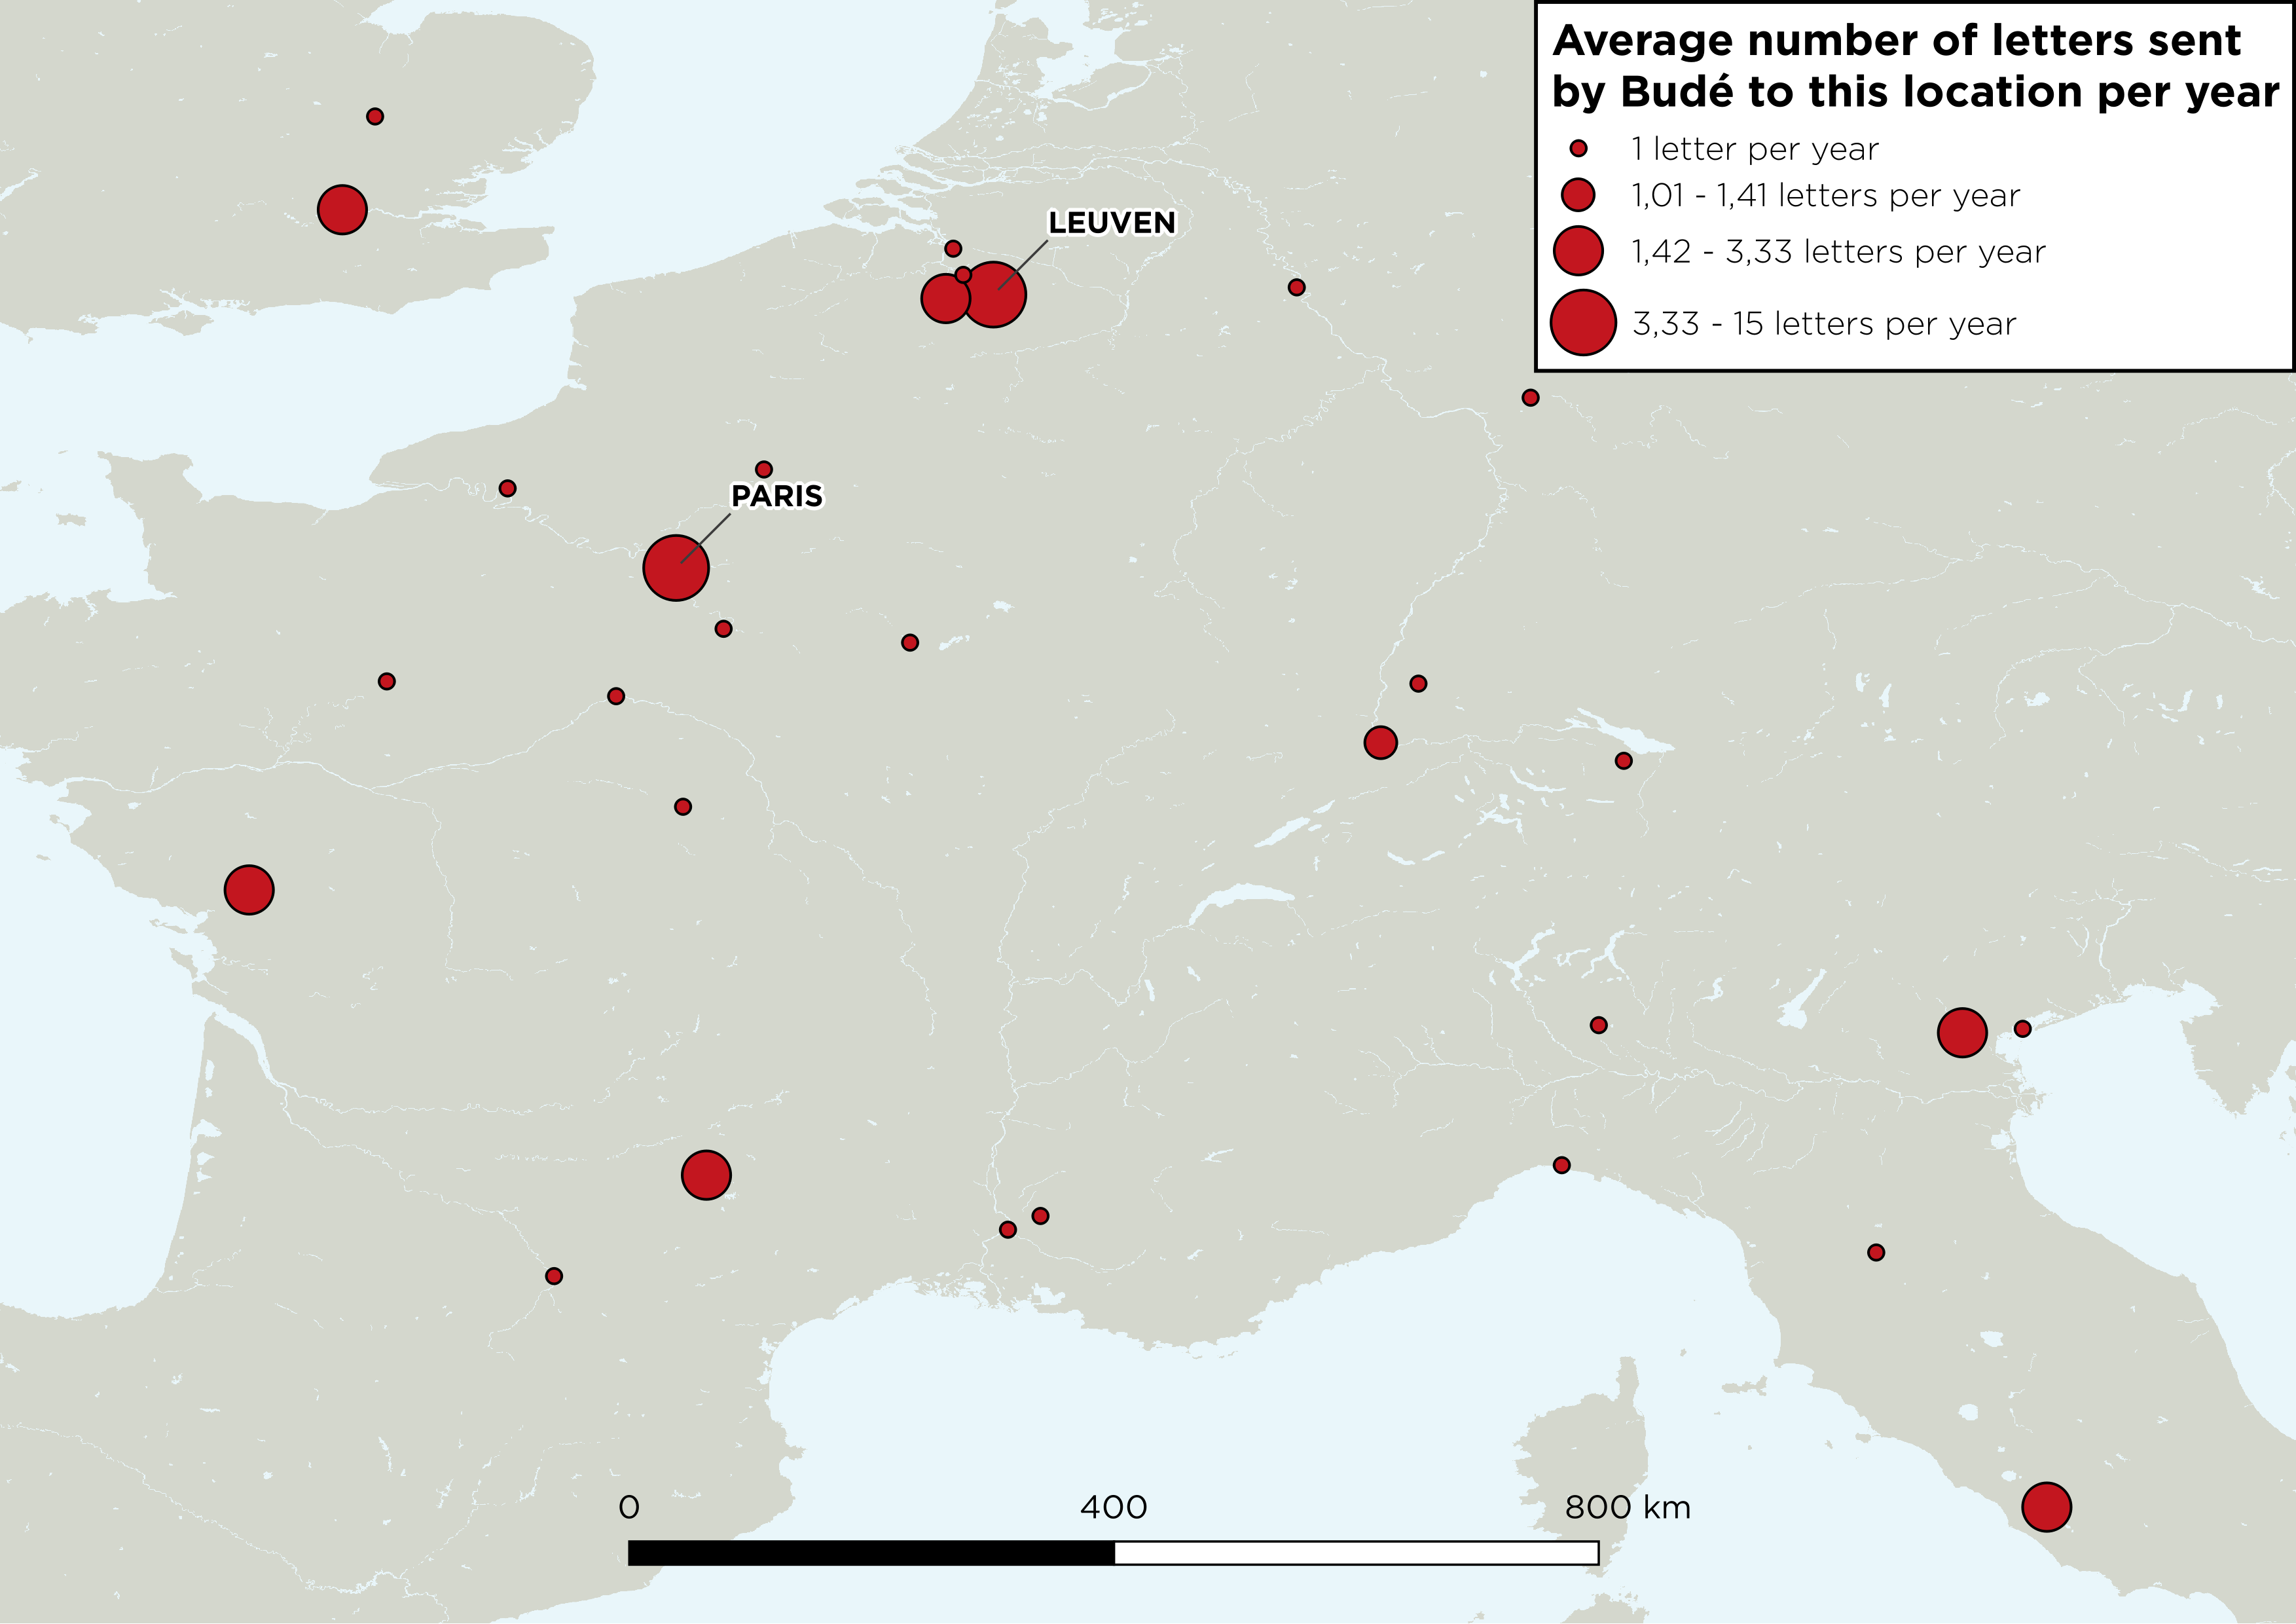 Average number of letters sent
by Budé to this location per year
1 letter per year
1,01 - 1,41 letters per year
1,42 - 3,33 letters per year
3,33 - 15 letters per year
LEUVEN
PARIS
0 400 800 km